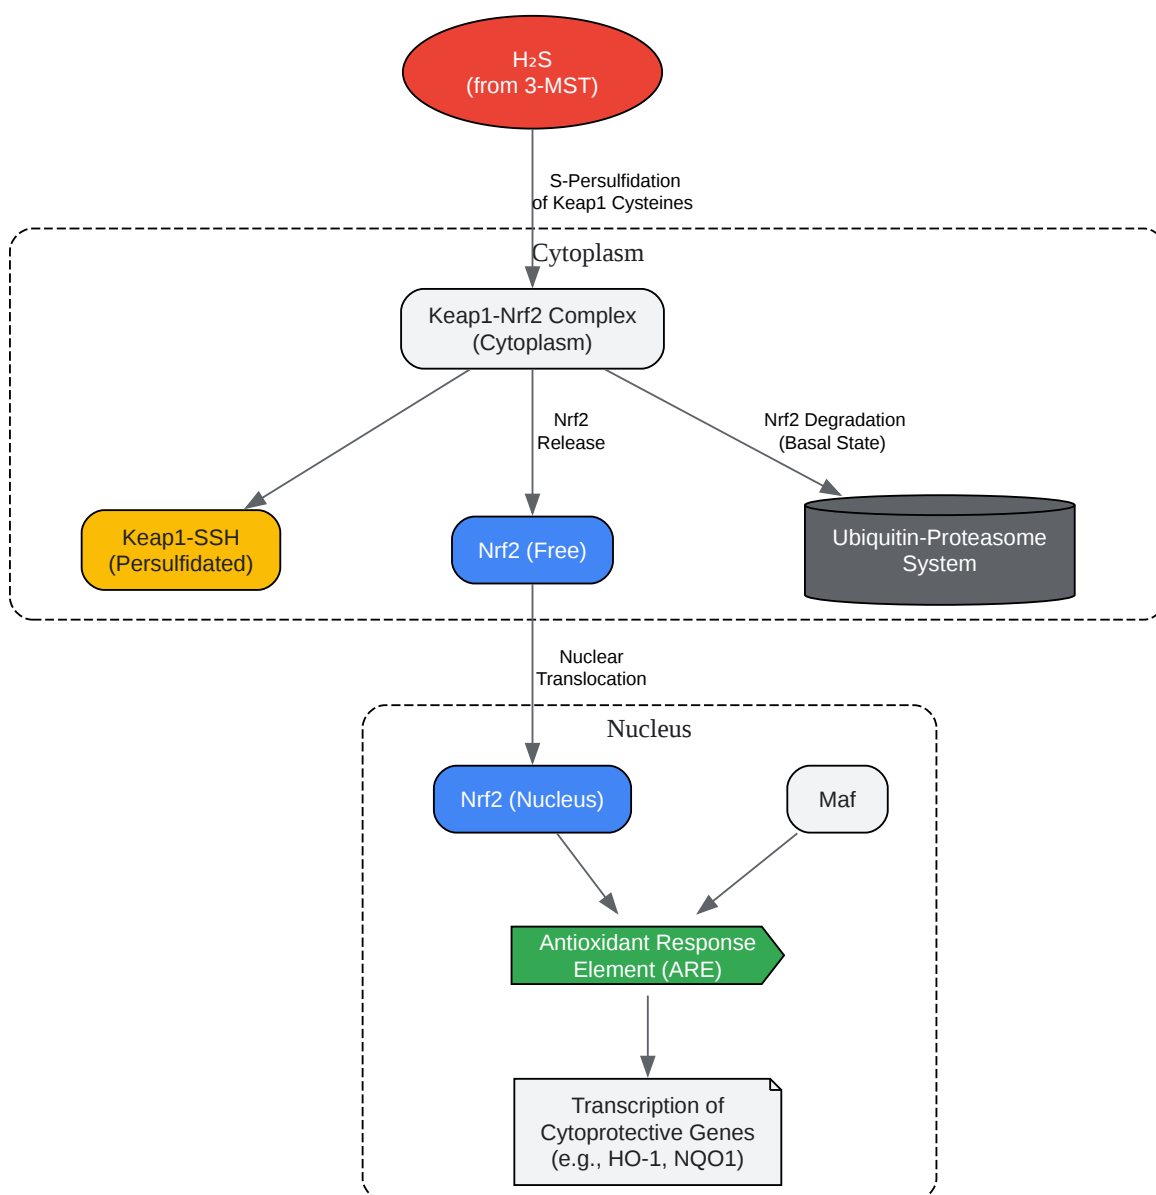 H₂S
(from 3-MST)
S-Persulfidation
of Keap1 Cysteines
Cytoplasm
Keap1-Nrf2 Complex
(Cytoplasm)
Nrf2
Release
Nrf2 Degradation
(Basal State)
Keap1-SSH
(Persulfidated)
Nrf2 (Free)
Ubiquitin-Proteasome
System
Nuclear
Translocation
Nucleus
Nrf2 (Nucleus)
Maf
Antioxidant Response
Element (ARE)
Transcription of
Cytoprotective Genes
(e.g., HO-1, NQO1)